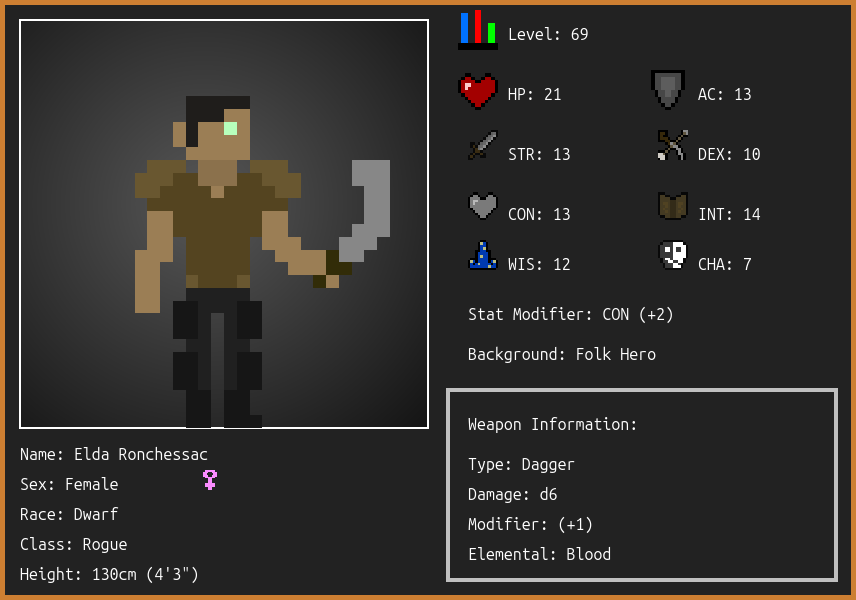 Level: 69
HP: 21
AC: 13
STR: 13
DEX: 10
CON: 13
INT: 14
WIS: 12
CHA: 7
Stat Modifier: CON (+2)
Background: Folk Hero
Weapon Information:
Type: Dagger
Damage: d6
Modifier: (+1)
Elemental: Blood
Name: Elda Ronchessac
Sex: Female
Race: Dwarf
Class: Rogue
Height: 130cm (4'3")